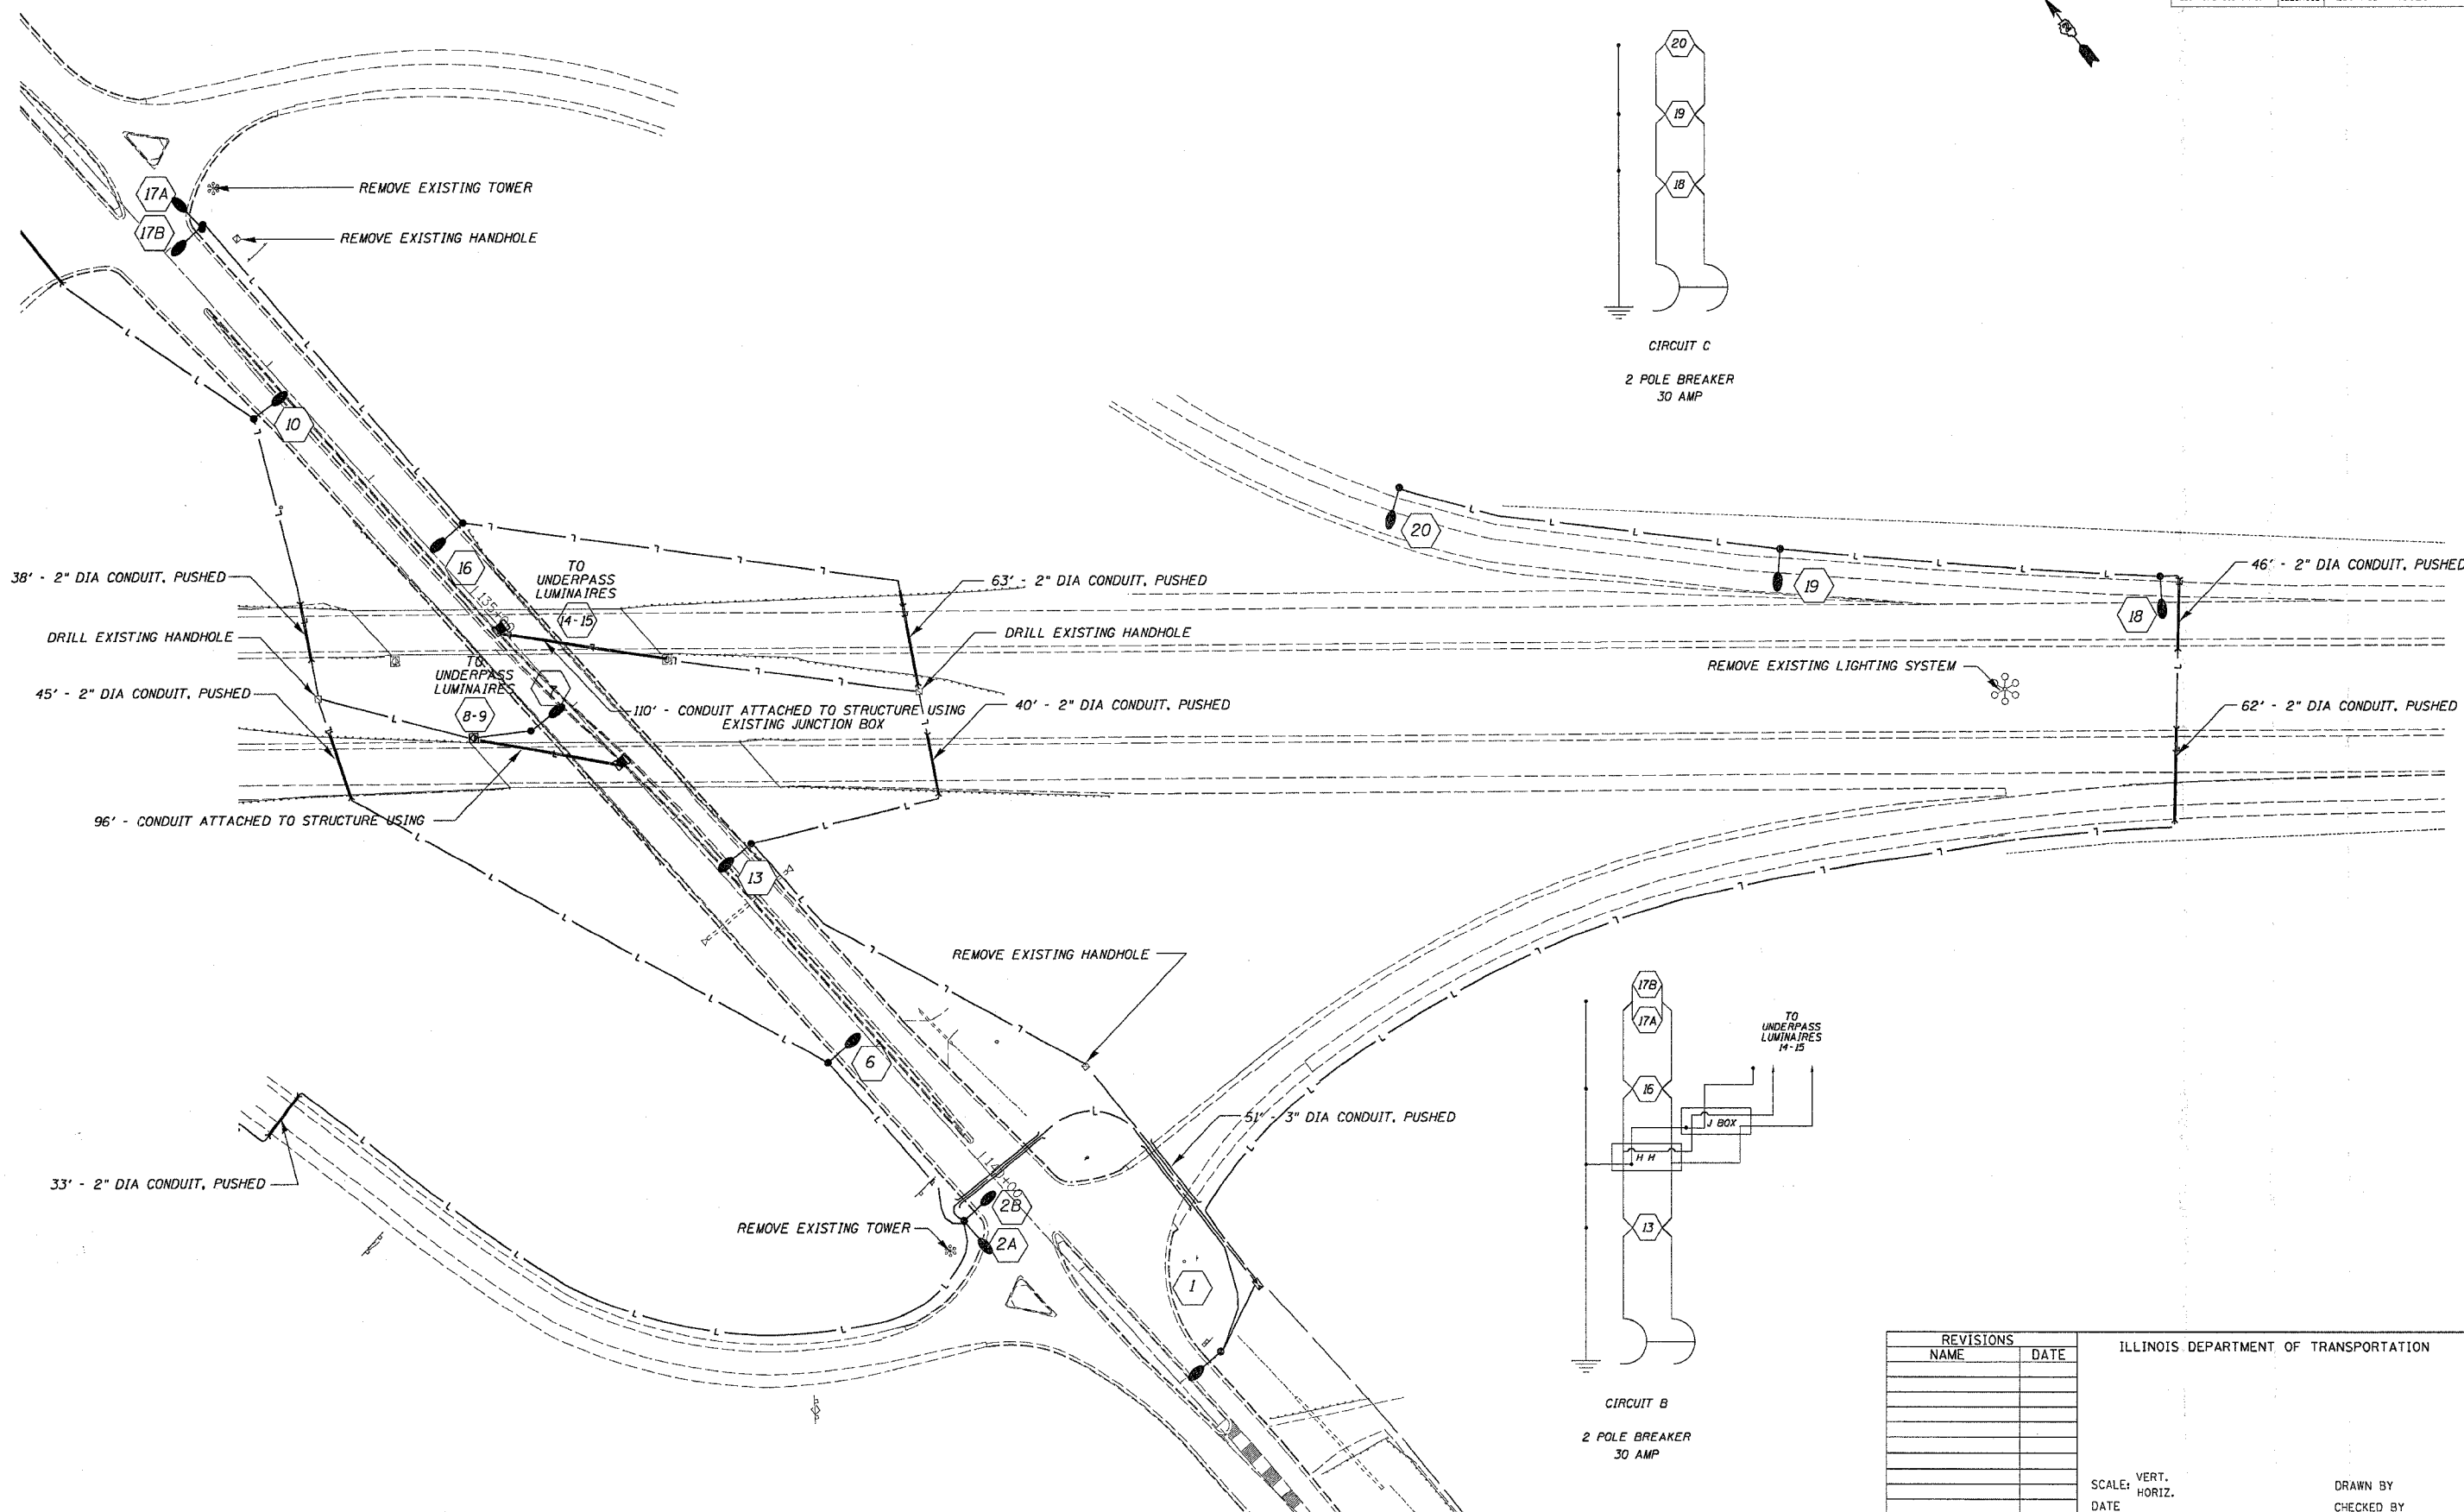 20
19
18
CIRCUIT C
2 POLE BREAKER
30 AMP
17A
17B
REMOVE EXISTING TOWER
REMOVE EXISTING HANDHOLE
10
16
TO
UNDERPASS
LUMINAIRES
14-15
63' - 2" DIA CONDUIT, PUSHED
20
19
18
46' - 2" DIA CONDUIT, PUSHED
38' - 2" DIA CONDUIT, PUSHED
DRILL EXISTING HANDHOLE
DRILL EXISTING HANDHOLE
45' - 2" DIA CONDUIT, PUSHED
TO
UNDERPASS
LUMINAIRES
8-9
7
110' - CONDUIT ATTACHED TO STRUCTURE USING
EXISTING JUNCTION BOX
40' - 2" DIA CONDUIT, PUSHED
REMOVE EXISTING LIGHTING SYSTEM
62' - 2" DIA CONDUIT, PUSHED
96' - CONDUIT ATTACHED TO STRUCTURE USING
13
REMOVE EXISTING HANDHOLE
6
51' - 3" DIA CONDUIT, PUSHED
33' - 2" DIA CONDUIT, PUSHED
REMOVE EXISTING TOWER
2B
2A
1
17B
17A
TO
UNDERPASS
LUMINAIRES
14-15
16
J BOX
H H
13
CIRCUIT B
2 POLE BREAKER
30 AMP
REVISIONS
NAME DATE
ILLINOIS DEPARTMENT OF TRANSPORTATION
SCALE: VERT.
HORIZ.
DRAWN BY
DATE
CHECKED BY